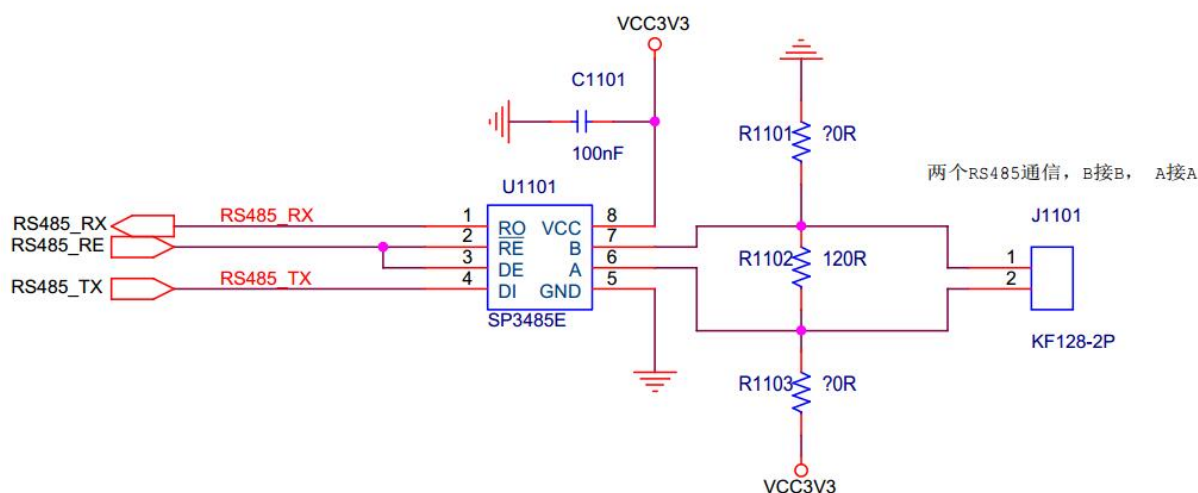 VCC3V3
C1101
100nF
R1101 ?0R
两个RS485通信，B接B， A接A
U1101
J1101
RS485_RX RS485_RX 1 RO VCC 8
RS485_RE 2 RE B 7
3 DE A 6
RS485_TX RS485_TX 4 DI GND 5
SP3485E
R1102 120R
1
2
KF128-2P
R1103 ?0R
VCC3V3